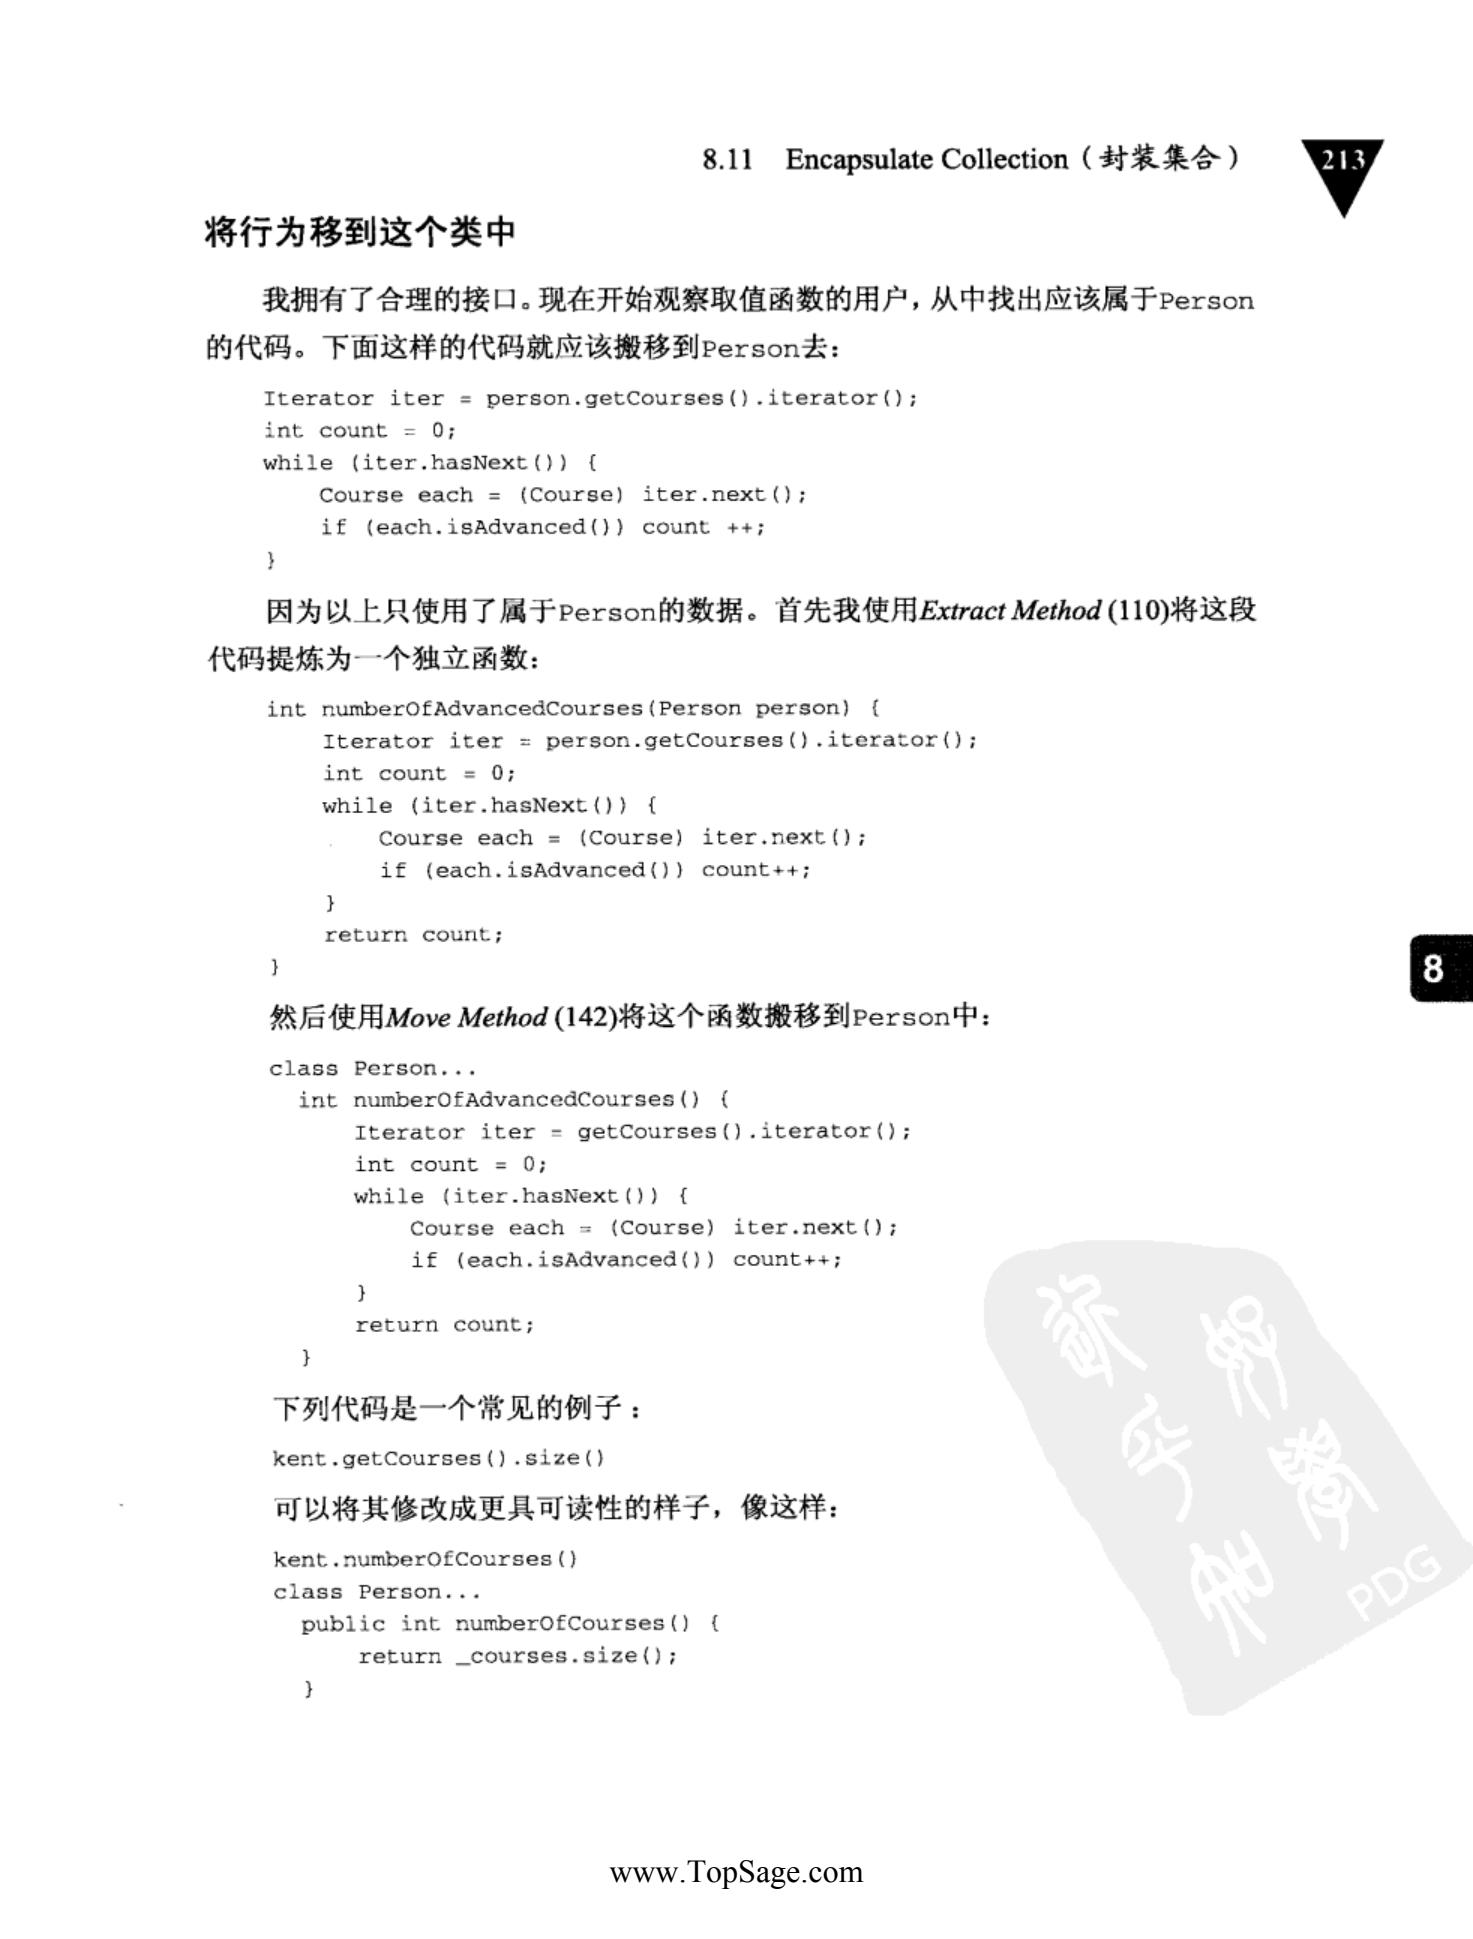 8.11 Encapsulate Collection（封装集合）
213
将行为移到这个类中
我拥有了合理的接口。现在开始观察取值函数的用户，从中找出应该属于Person
的代码。下面这样的代码就应该搬移到Person去：
Iterator iter = person.getCourses().iterator();
int count = 0;
while (iter.hasNext()) {
    Course each = (Course) iter.next();
    if (each.isAdvanced()) count ++;
}
因为以上只使用了属于Person的数据。首先我使用Extract Method (110)将这段
代码提炼为一个独立函数：
int numberOfAdvancedCourses(Person person) {
    Iterator iter = person.getCourses().iterator();
    int count = 0;
    while (iter.hasNext()) {
        Course each = (Course) iter.next();
        if (each.isAdvanced()) count++;
    }
    return count;
}
8
然后使用Move Method (142)将这个函数搬移到Person中：
class Person...
  int numberOfAdvancedCourses() {
      Iterator iter = getCourses().iterator();
      int count = 0;
      while (iter.hasNext()) {
          Course each = (Course) iter.next();
          if (each.isAdvanced()) count++;
      }
      return count;
  }
下列代码是一个常见的例子：
kent.getCourses().size()
可以将其修改成更具可读性的样子，像这样：
kent.numberOfCourses()
class Person...
  public int numberOfCourses() {
      return _courses.size();
  }
PDG
www.TopSage.com